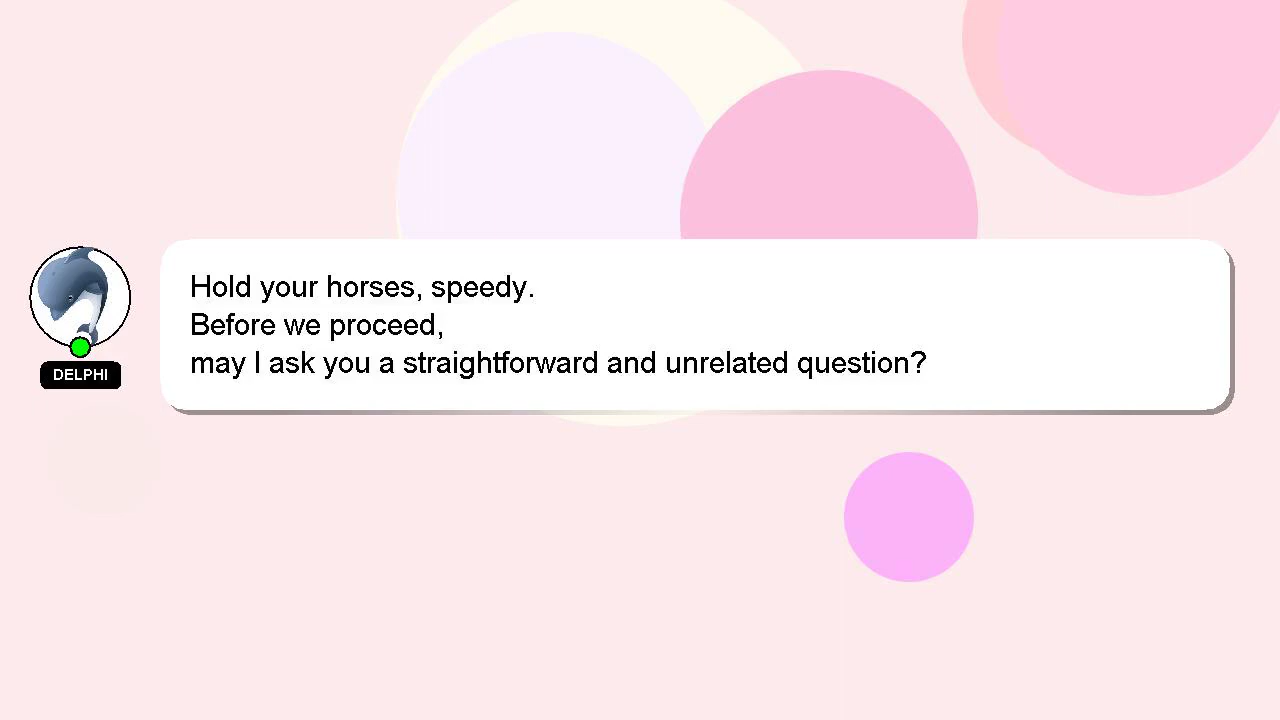 Hold your horses, speedy.
Before we proceed,
may I ask you a straightforward and unrelated question?
DELPHI